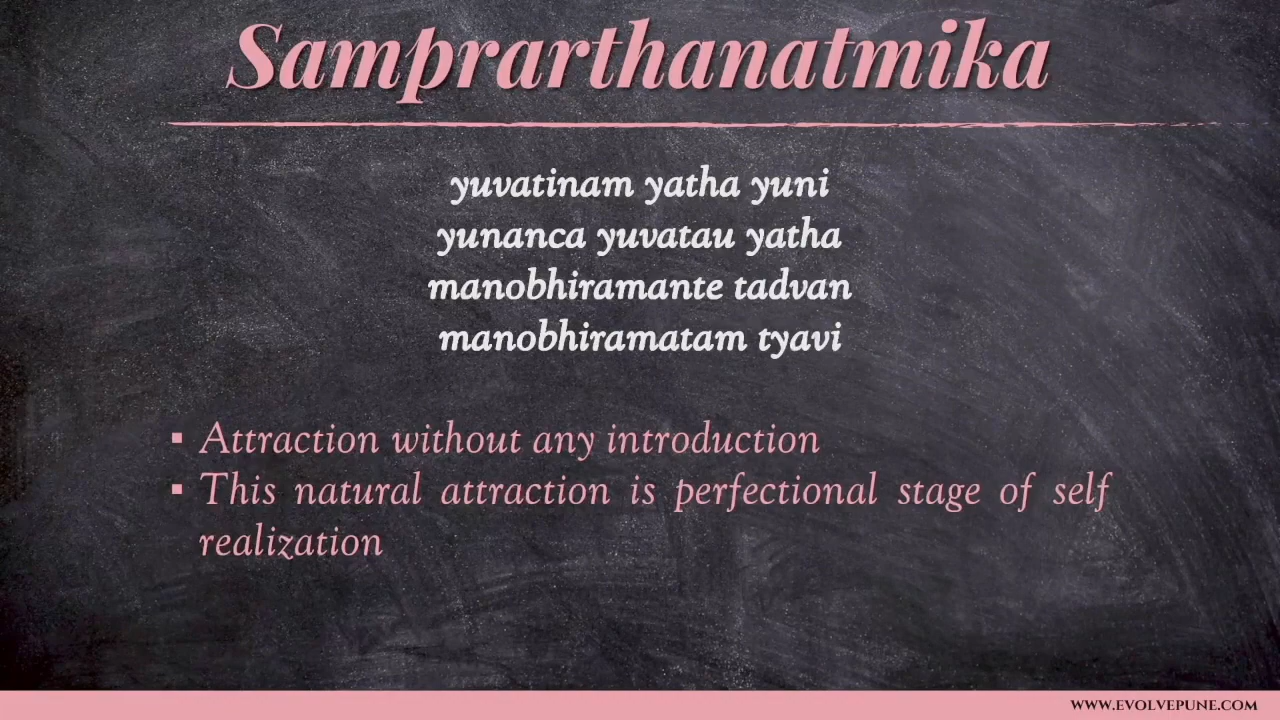 Samprarthanatmika
yuvatinam yatha yuni
yunanca yuvatau yatha
manobhiramante tadvan
manobhiramatam tyavi
▪ Attraction without any introduction
▪ This natural attraction is perfectional stage of self
realization
WWW.EVOLVEPUNE.COM